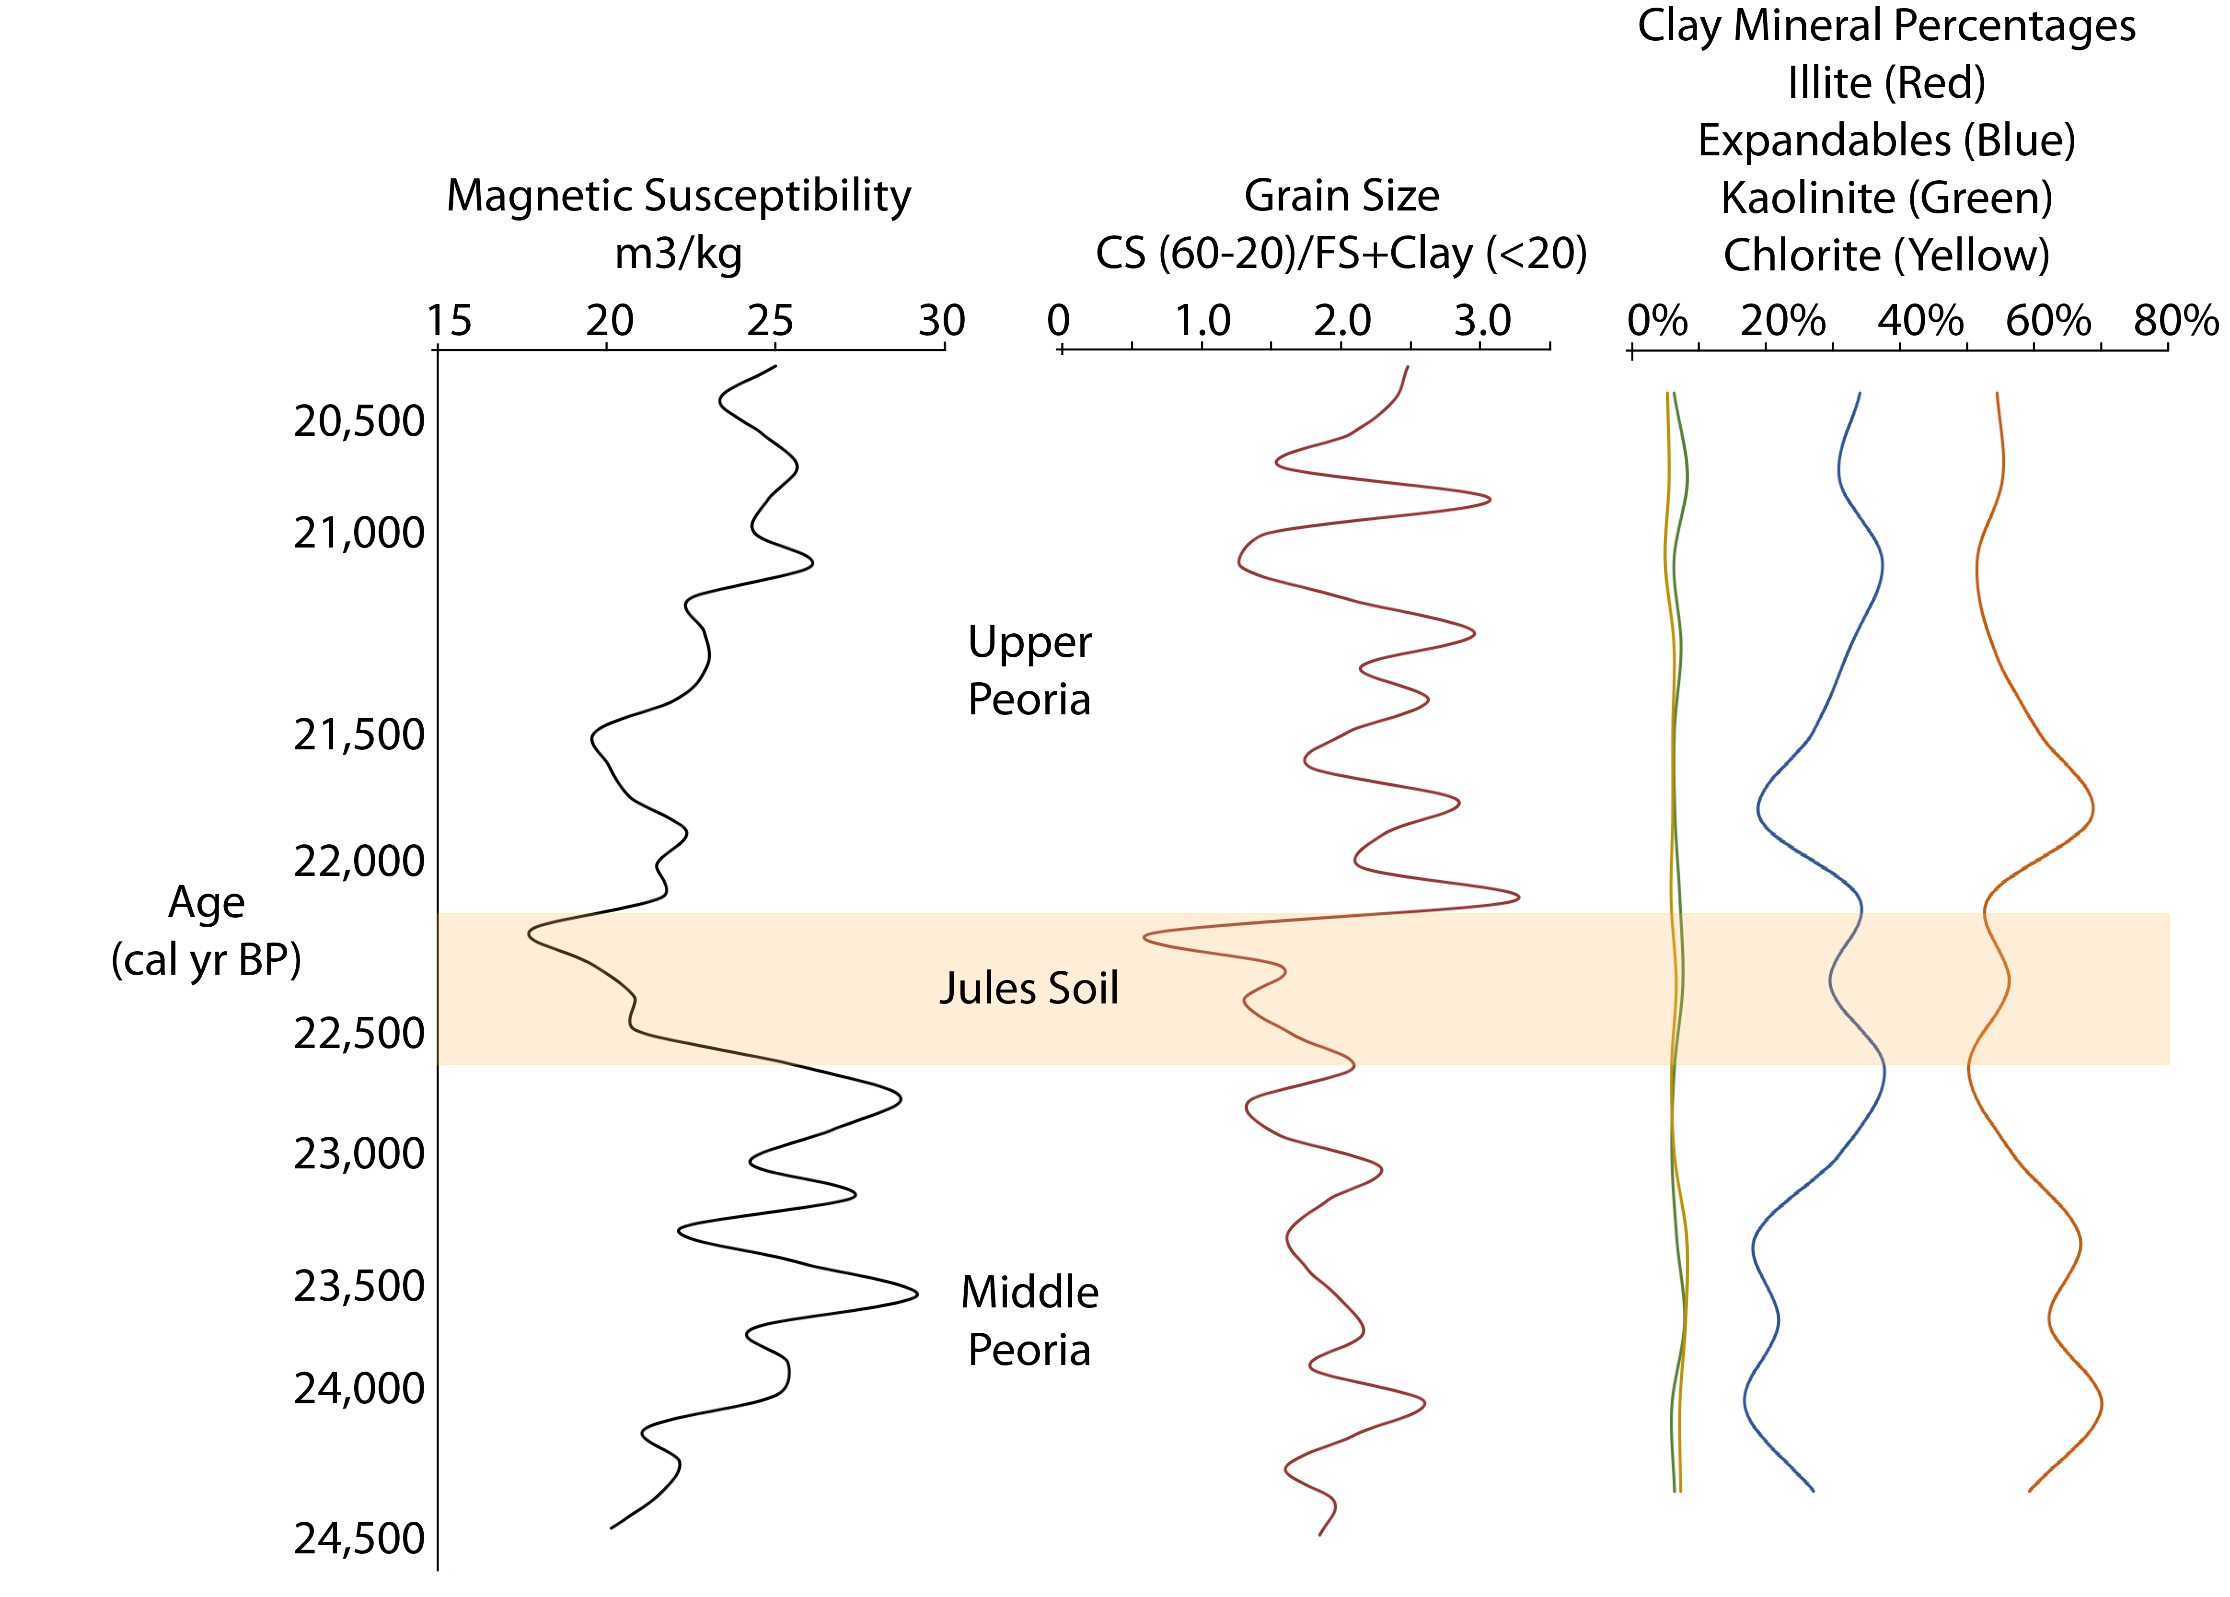 Clay Mineral Percentages
Illite (Red)
Expandables (Blue)
Kaolinite (Green)
Chlorite (Yellow)
Magnetic Susceptibility
m3/kg
Grain Size
CS (60-20)/FS+Clay (<20)
15 20 25 30
0 1.0 2.0 3.0
0% 20% 40% 60% 80%
20,500
21,000
21,500
22,000
22,500
23,000
23,500
24,000
24,500
Age
(cal yr BP)
Upper
Peoria
Jules Soil
Middle
Peoria